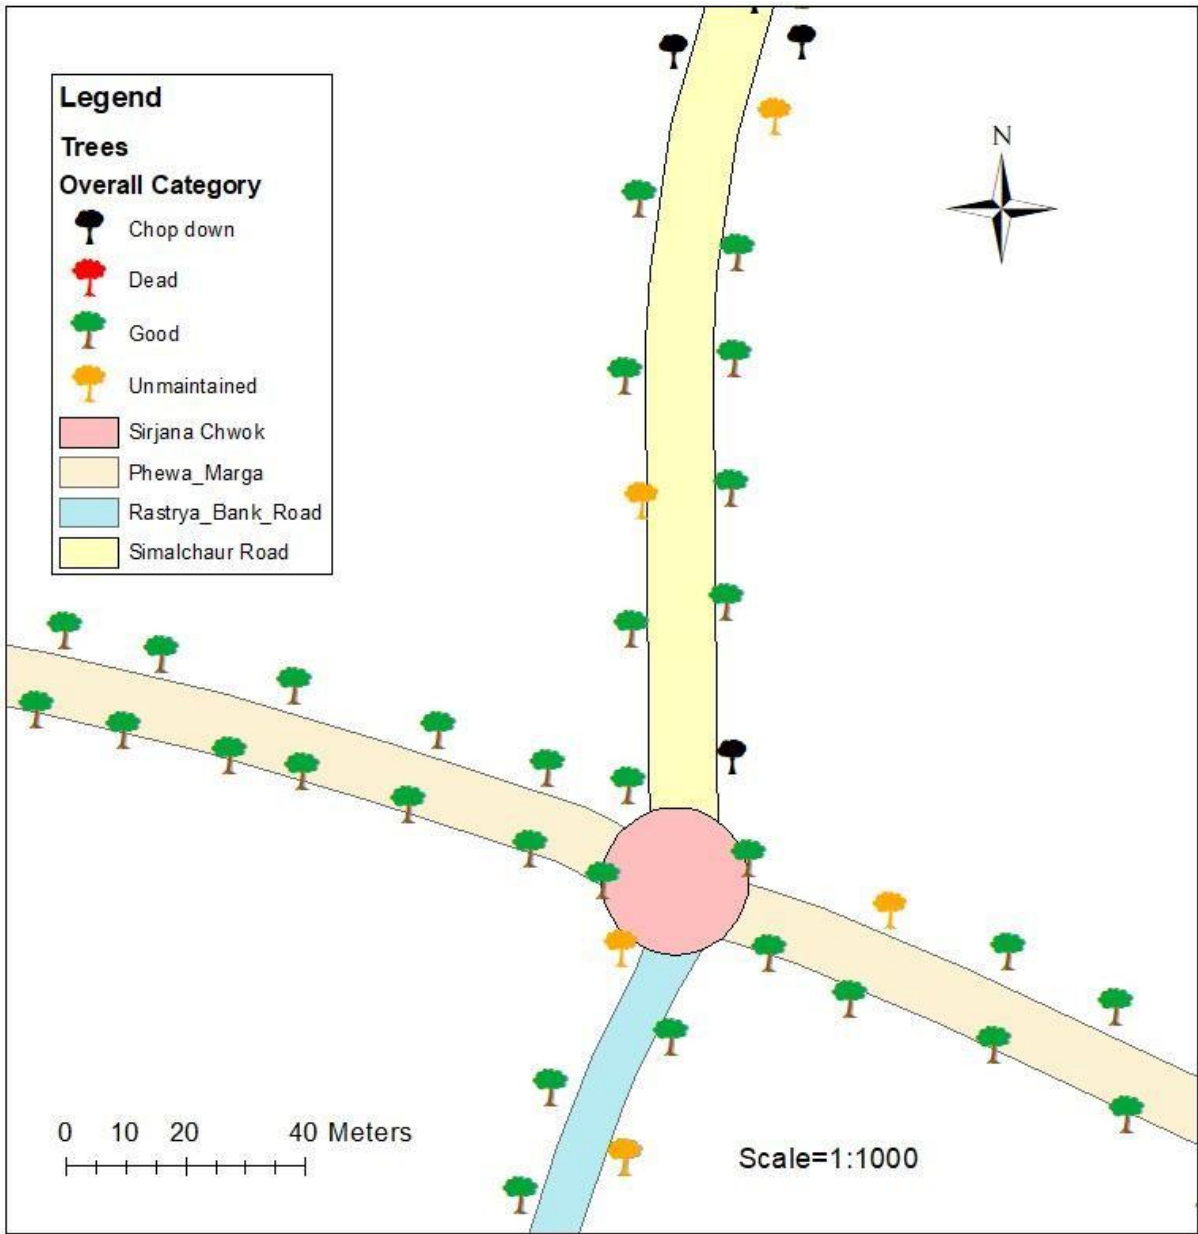 Legend
Trees
Overall Category
Chop down
Dead
Good
Unmaintained
Sirjana Chwok
Phewa_Marga
Rastrya_Bank_Road
Simalchaur Road
N
0 10 20 40 Meters
Scale=1:1000